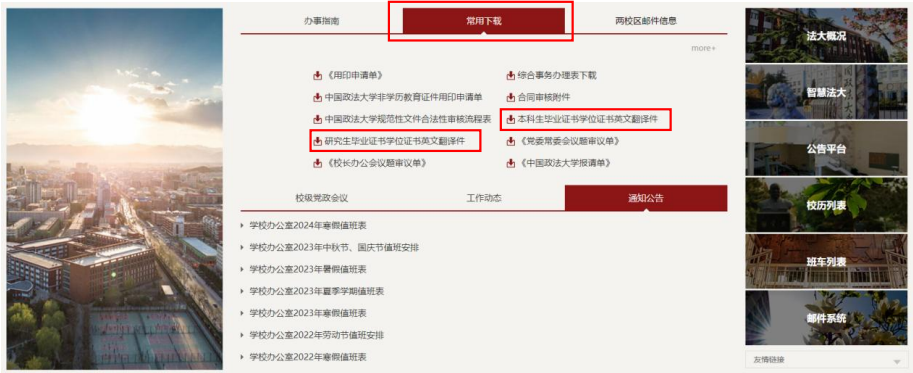 办事指南 常用下载 两校区邮件信息
more+
《用印申请单》 综合事务办理表下载
中国政法大学非学历教育证件用印申请单 合同审核附件
中国政法大学规范性文件合法性审核流程表 本科生毕业证书学位证书英文翻译件
研究生毕业证书学位证书英文翻译件 《党委常委会议题审议单》
《校长办公会议题审议单》 《中国政法大学报请单》
校级党政会议 工作动态 通知公告
学校办公室2024年寒假值班表
学校办公室2023年中秋节、国庆节值班安排
学校办公室2023年暑假值班表
学校办公室2023年夏季学期值班表
学校办公室2023年寒假值班表
学校办公室2022年劳动节值班安排
学校办公室2022年寒假值班表
法大概况
智慧法大
公告平台
校历列表
班车列表
邮件系统
友情链接